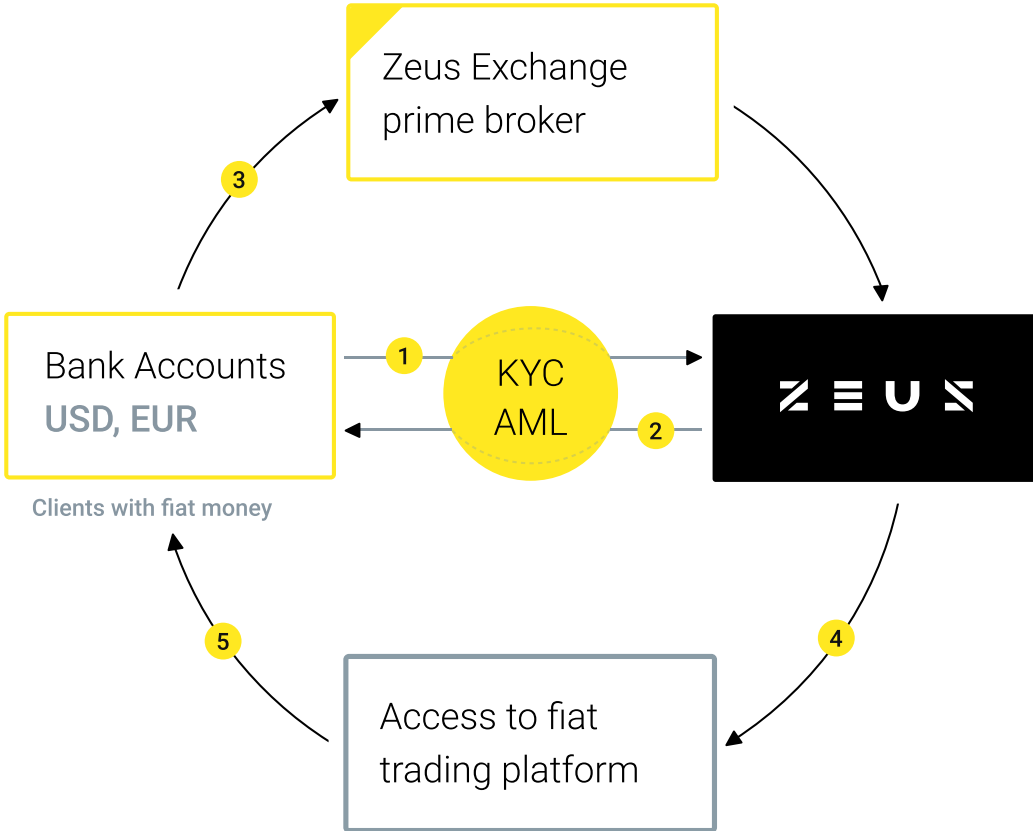 Zeus Exchange
prime broker
3
Bank Accounts
USD, EUR
Clients with fiat money
1
KYC
AML
2
ZEUS
5
4
Access to fiat
trading platform